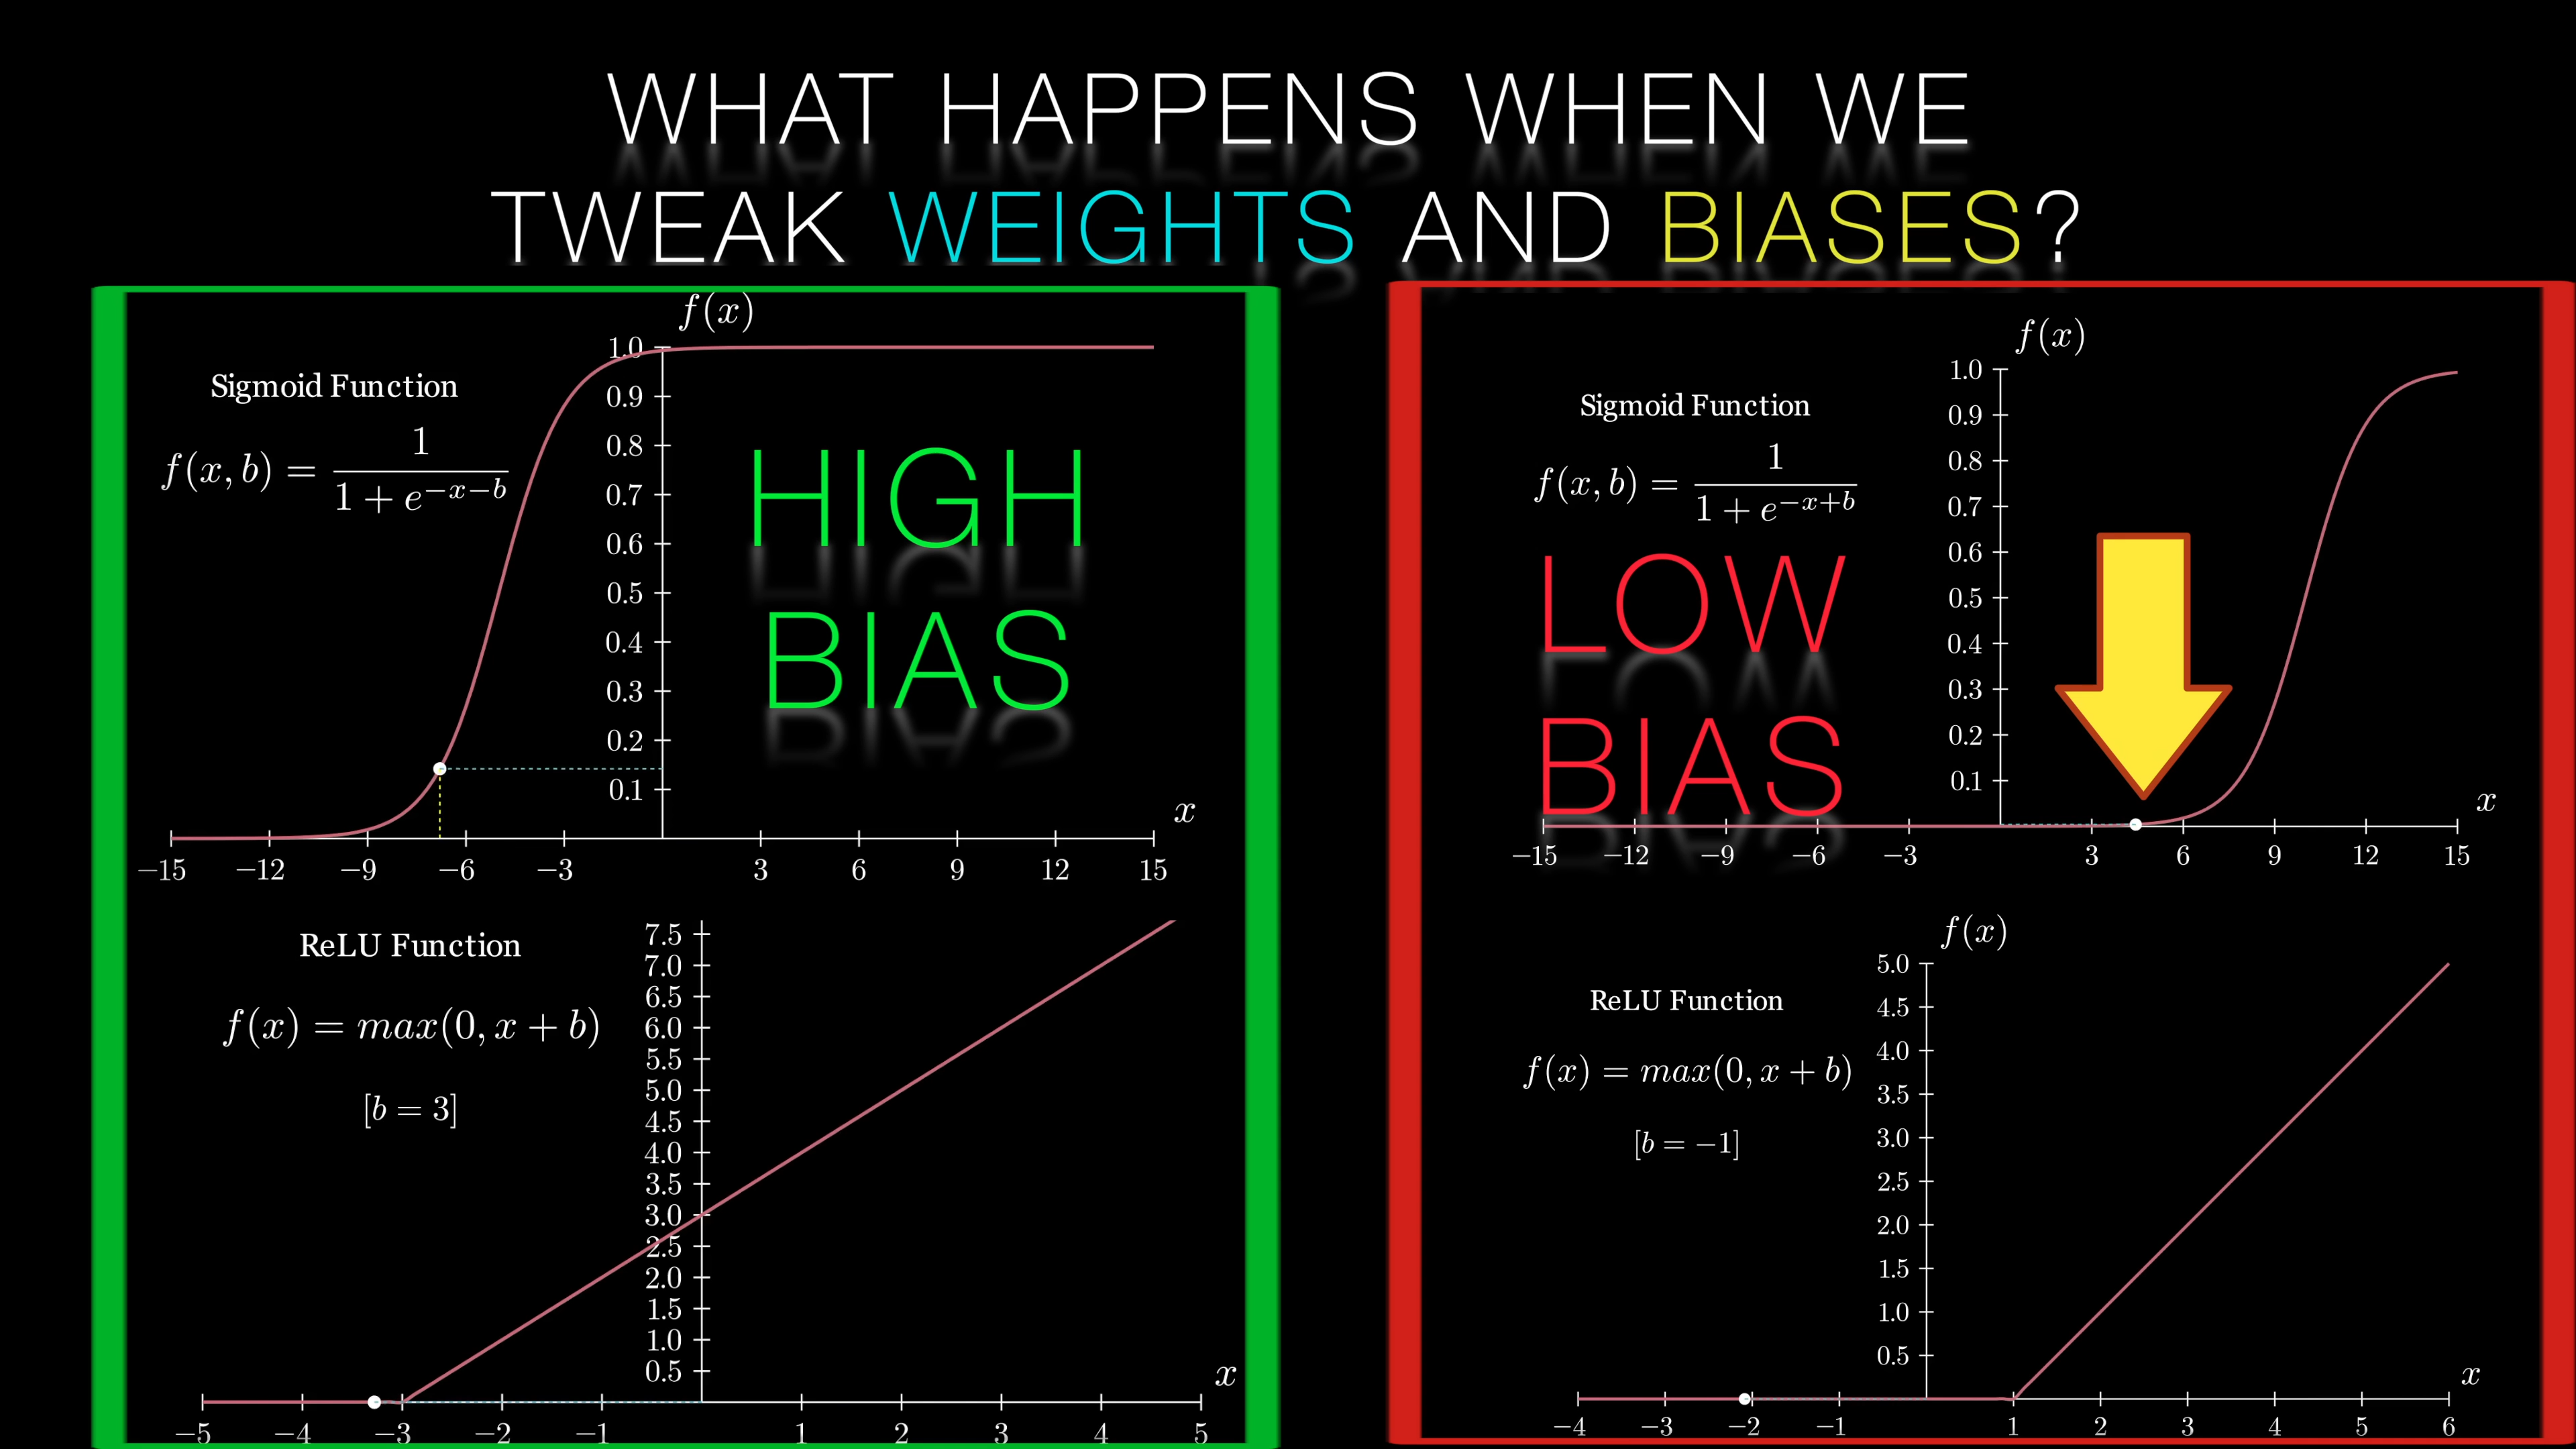 WHAT HAPPENS WHEN WE
TWEAK WEIGHTS AND BIASES?
f(x)
1.0
0.9
0.8
0.7
0.6
0.5
0.4
0.3
0.2
0.1
Sigmoid Function
f(x, b) = 1 / (1 + e^{−x−b})
HIGH
BIAS
x
−15 −12 −9 −6 −3 3 6 9 12 15
ReLU Function
f(x) = max(0, x + b)
[b = 3]
7.5
7.0
6.5
6.0
5.5
5.0
4.5
4.0
3.5
3.0
2.5
2.0
1.5
1.0
0.5
x
−5 −4 −3 −2 −1 1 2 3 4 5
f(x)
1.0
0.9
0.8
0.7
0.6
0.5
0.4
0.3
0.2
0.1
Sigmoid Function
f(x, b) = 1 / (1 + e^{−x+b})
LOW
BIAS
x
−15 −12 −9 −6 −3 3 6 9 12 15
f(x)
ReLU Function
f(x) = max(0, x + b)
[b = −1]
5.0
4.5
4.0
3.5
3.0
2.5
2.0
1.5
1.0
0.5
x
−4 −3 −2 −1 1 2 3 4 5 6